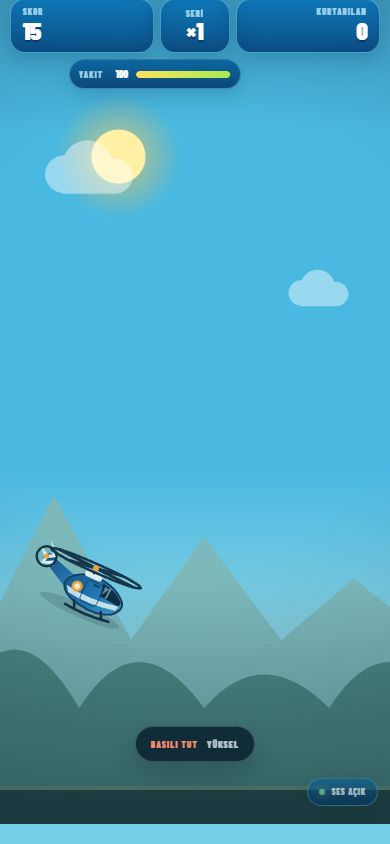 SKOR
15
SERİ
×1
KURTARILAN
0
YAKIT 100
BASILI TUT YÜKSEL
SES AÇIK